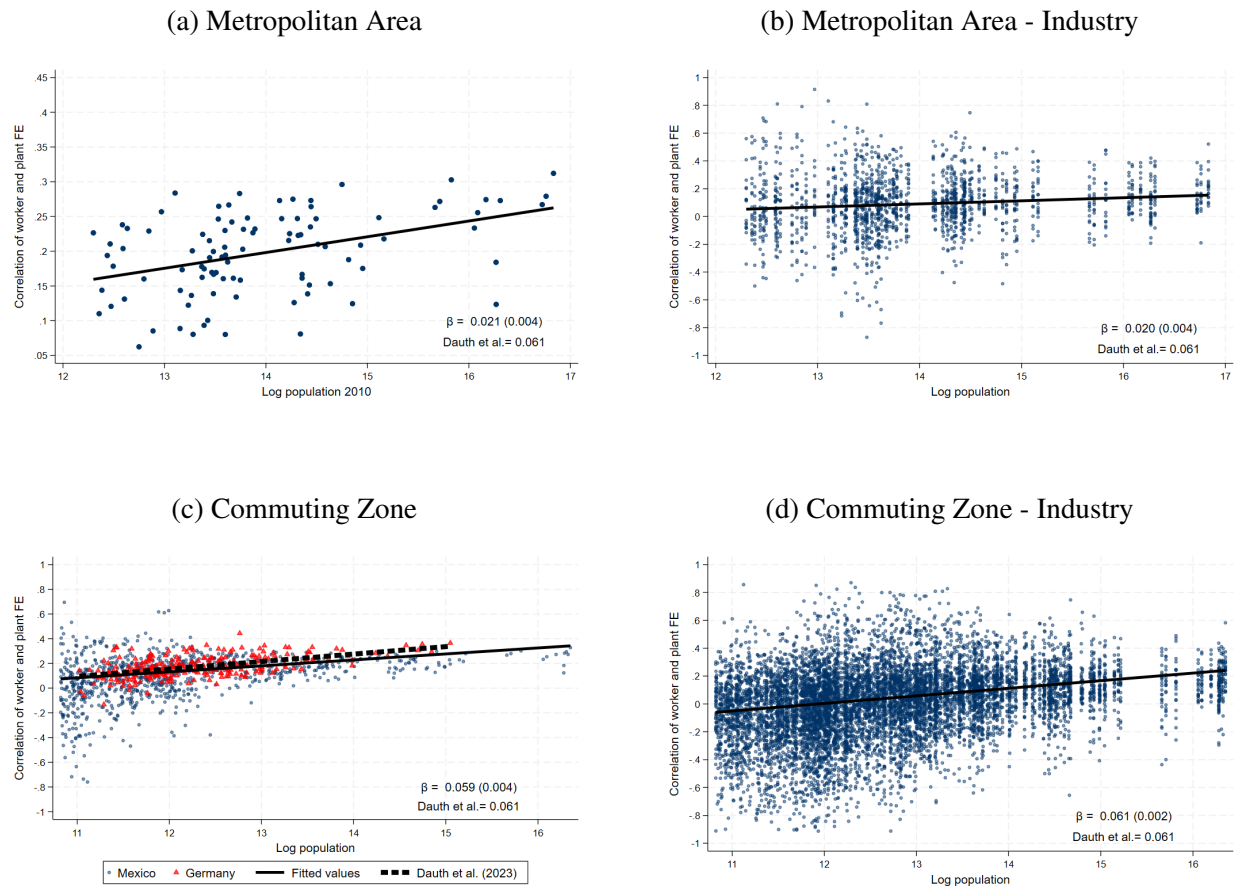 (a) Metropolitan Area
Correlation of worker and plant FE
.45
.4
.35
.3
.25
.2
.15
.1
.05
β = 0.021 (0.004)
Dauth et al.= 0.061
12 13 14 15 16 17
Log population 2010
(b) Metropolitan Area - Industry
Correlation of worker and plant FE
1
.8
.6
.4
.2
0
-.2
-.4
-.6
-.8
-1
β = 0.020 (0.004)
Dauth et al.= 0.061
12 13 14 15 16 17
Log population
(c) Commuting Zone
Correlation of worker and plant FE
1
.8
.6
.4
.2
0
-.2
-.4
-.6
-.8
-1
β = 0.059 (0.004)
Dauth et al.= 0.061
11 12 13 14 15 16
Log population
Mexico Germany Fitted values Dauth et al. (2023)
(d) Commuting Zone - Industry
Correlation of worker and plant FE
1
.8
.6
.4
.2
0
-.2
-.4
-.6
-.8
-1
β = 0.061 (0.002)
Dauth et al.= 0.061
11 12 13 14 15 16
Log population